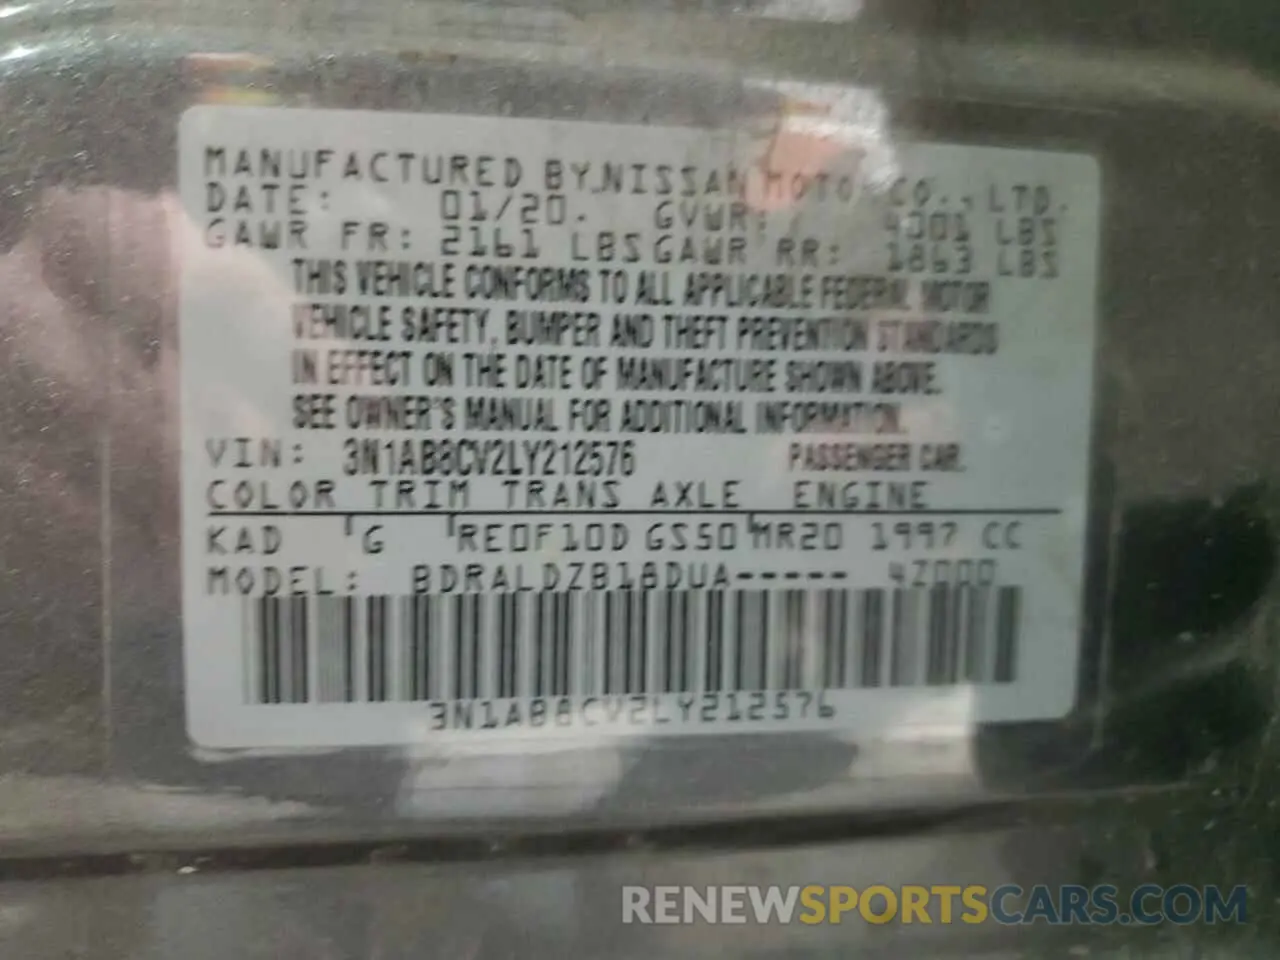 MANUFACTURED BY NISSAN MOTOR CO., LTD.
DATE: 01/20. GVWR: 4001 LBS
GAWR FR: 2161 LBS GAWR RR: 1863 LBS
THIS VEHICLE CONFORMS TO ALL APPLICABLE FEDERAL MOTOR
VEHICLE SAFETY, BUMPER AND THEFT PREVENTION STANDARDS
IN EFFECT ON THE DATE OF MANUFACTURE SHOWN ABOVE.
SEE OWNER'S MANUAL FOR ADDITIONAL INFORMATION.
VIN: 3N1AB8CV2LY212576 PASSENGER CAR.
COLOR TRIM TRANS AXLE ENGINE
KAD G RE0F10D GS50 MR20 1997 CC
MODEL: BDRALDZB18DUA----- 4Z000
3N1AB8CV2LY212576
RENEWSPORTSCARS.COM